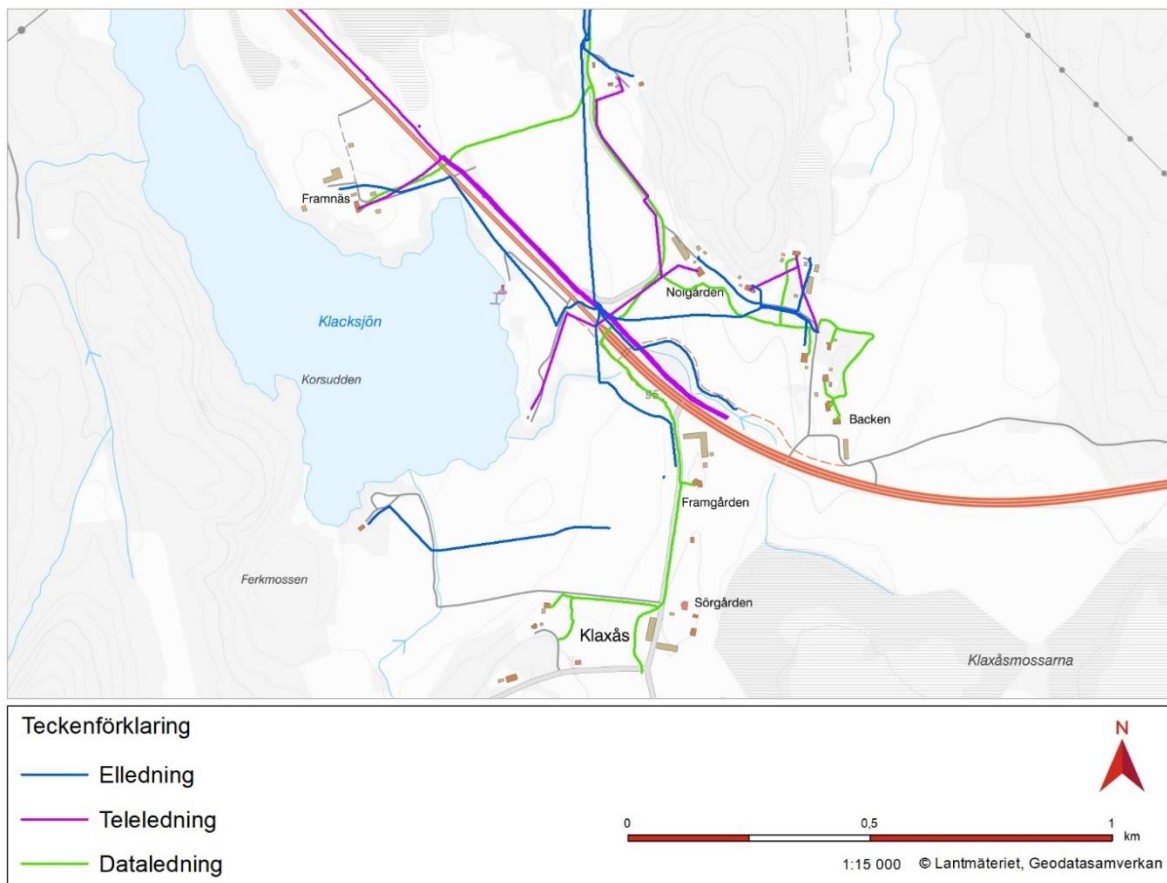 Framnäs
Nolgården
Klacksjön
Korsudden
95
Backen
Framgården
Ferkmossen
Sörgården
Klaxås
Klaxåsmossarna
Teckenförklaring
Elledning
Teleledning
Dataledning
N
0 0,5 1
km
1:15 000 © Lantmäteriet, Geodatasamverkan